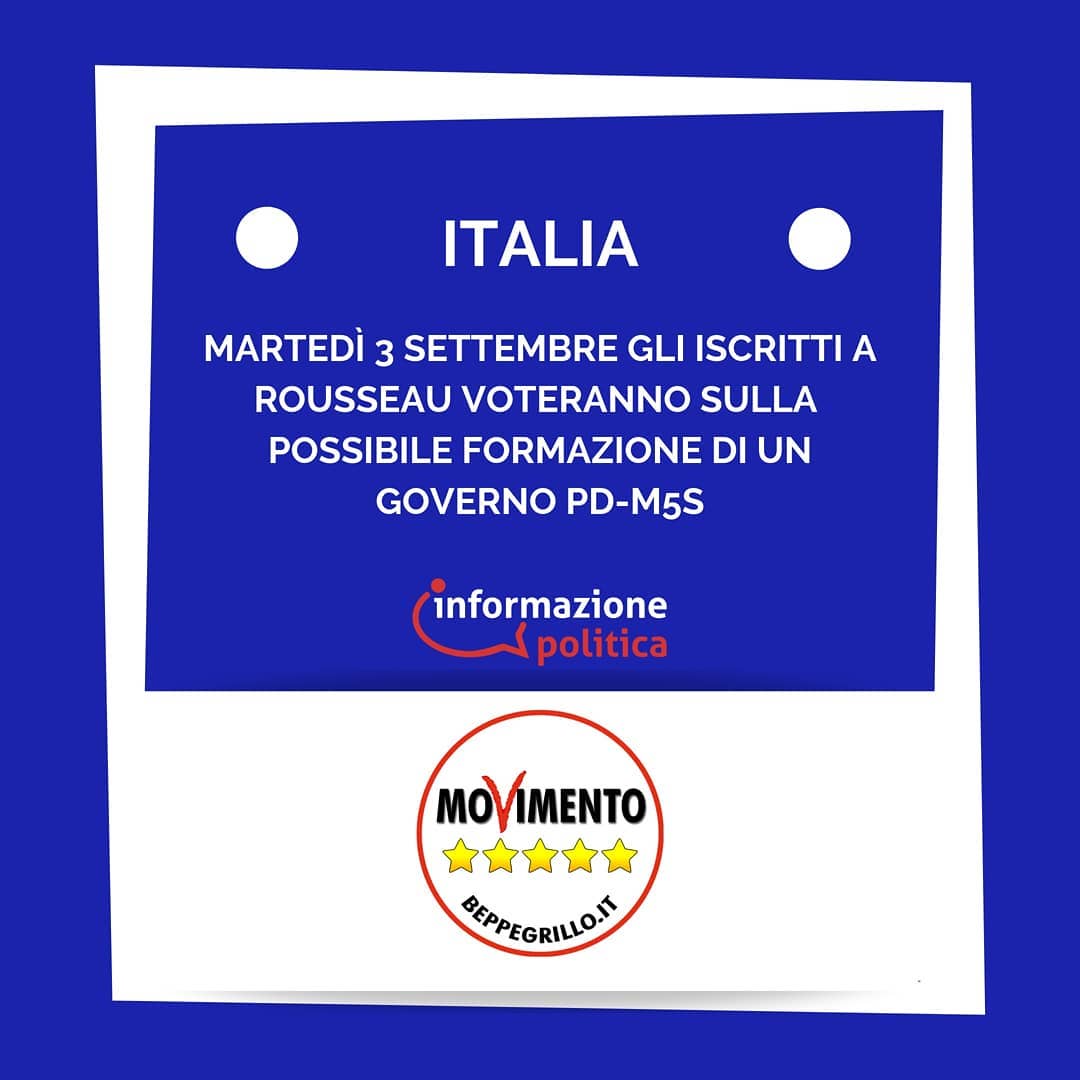 ITALIA
MARTEDÌ 3 SETTEMBRE GLI ISCRITTI A
ROUSSEAU VOTERANNO SULLA
POSSIBILE FORMAZIONE DI UN
GOVERNO PD-M5S
informazione
politica
MOVIMENTO
BEPPEGRILLO.IT